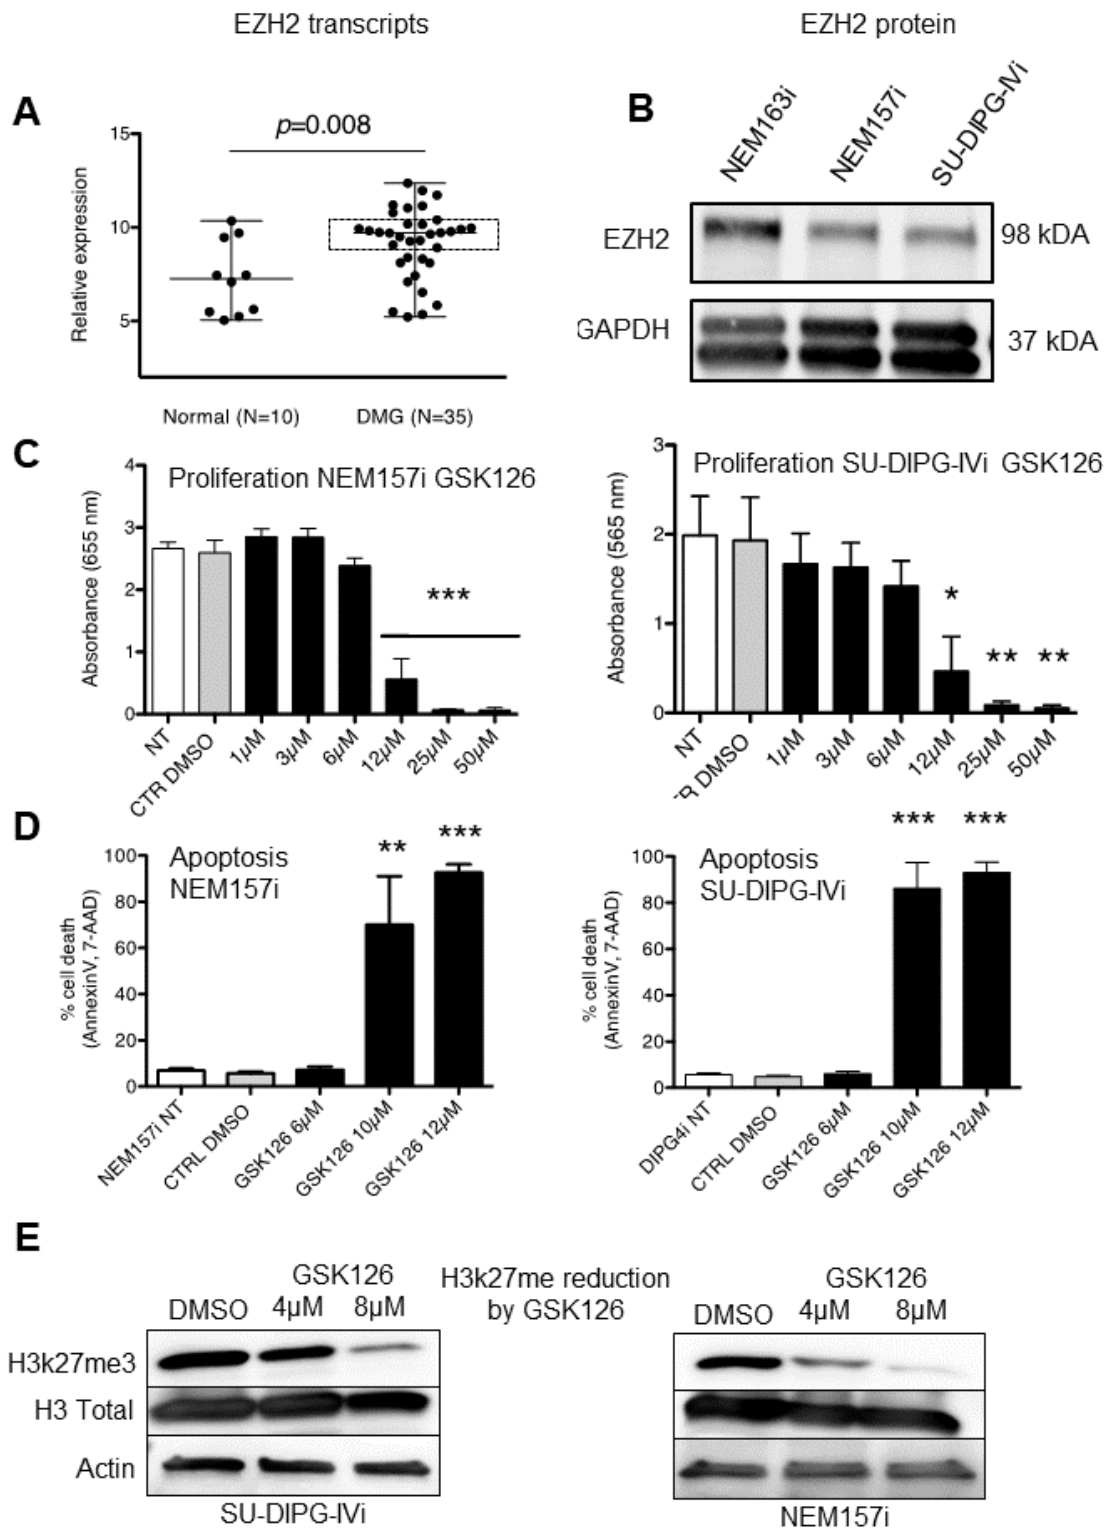 EZH2 transcripts
EZH2 protein
A
p=0.008
Relative expression
15
10
5
Normal (N=10)
DMG (N=35)
B
NEM163i
NEM157i
SU-DIPG-IVi
EZH2
98 kDA
GAPDH
37 kDA
C
Proliferation NEM157i GSK126
Absorbance (655 nm)
4
3
2
1
0
***
NT
CTR DMSO
1µM
3µM
6µM
12µM
25µM
50µM
Proliferation SU-DIPG-IVi GSK126
Absorbance (565 nm)
3
2
1
0
*
**
**
NT
R DMSO
1µM
3µM
6µM
12µM
25µM
50µM
D
Apoptosis
NEM157i
% cell death
(AnnexinV, 7-AAD)
100
80
60
40
20
0
**
***
NEM157i NT
CTRL DMSO
GSK126 6µM
GSK126 10µM
GSK126 12µM
Apoptosis
SU-DIPG-IVi
% cell death
(AnnexinV, 7-AAD)
100
80
60
40
20
0
***
***
DIPG4i NT
CTRL DMSO
GSK126 6µM
GSK126 10µM
GSK126 12µM
E
GSK126
DMSO 4µM 8µM
H3k27me reduction
by GSK126
GSK126
DMSO 4µM 8µM
H3k27me3
H3 Total
Actin
SU-DIPG-IVi
NEM157i